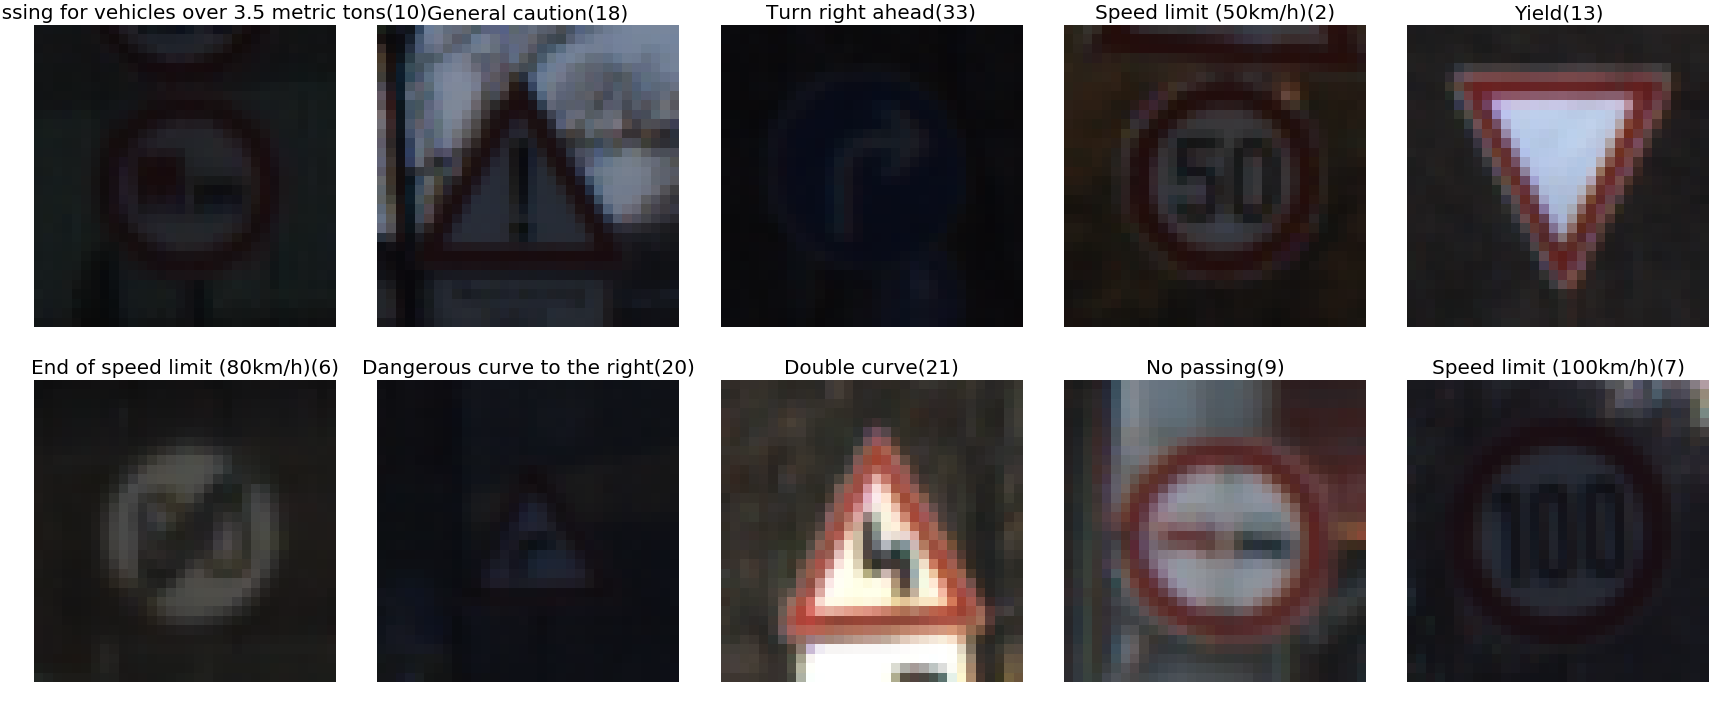 ssing for vehicles over 3.5 metric tons(10)
General caution(18)
Turn right ahead(33)
Speed limit (50km/h)(2)
Yield(13)
50
End of speed limit (80km/h)(6)
Dangerous curve to the right(20)
Double curve(21)
No passing(9)
Speed limit (100km/h)(7)
100